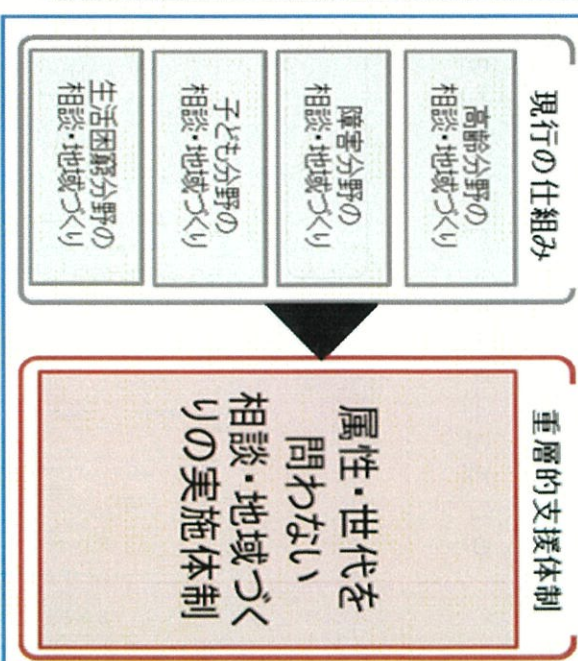 現行の仕組み
高齢分野の
相談・地域づくり
障害分野の
相談・地域づくり
子ども分野の
相談・地域づくり
生活困窮分野の
相談・地域づくり
重層的支援体制
属性・世代を
問わない
相談・地域づく
りの実施体制